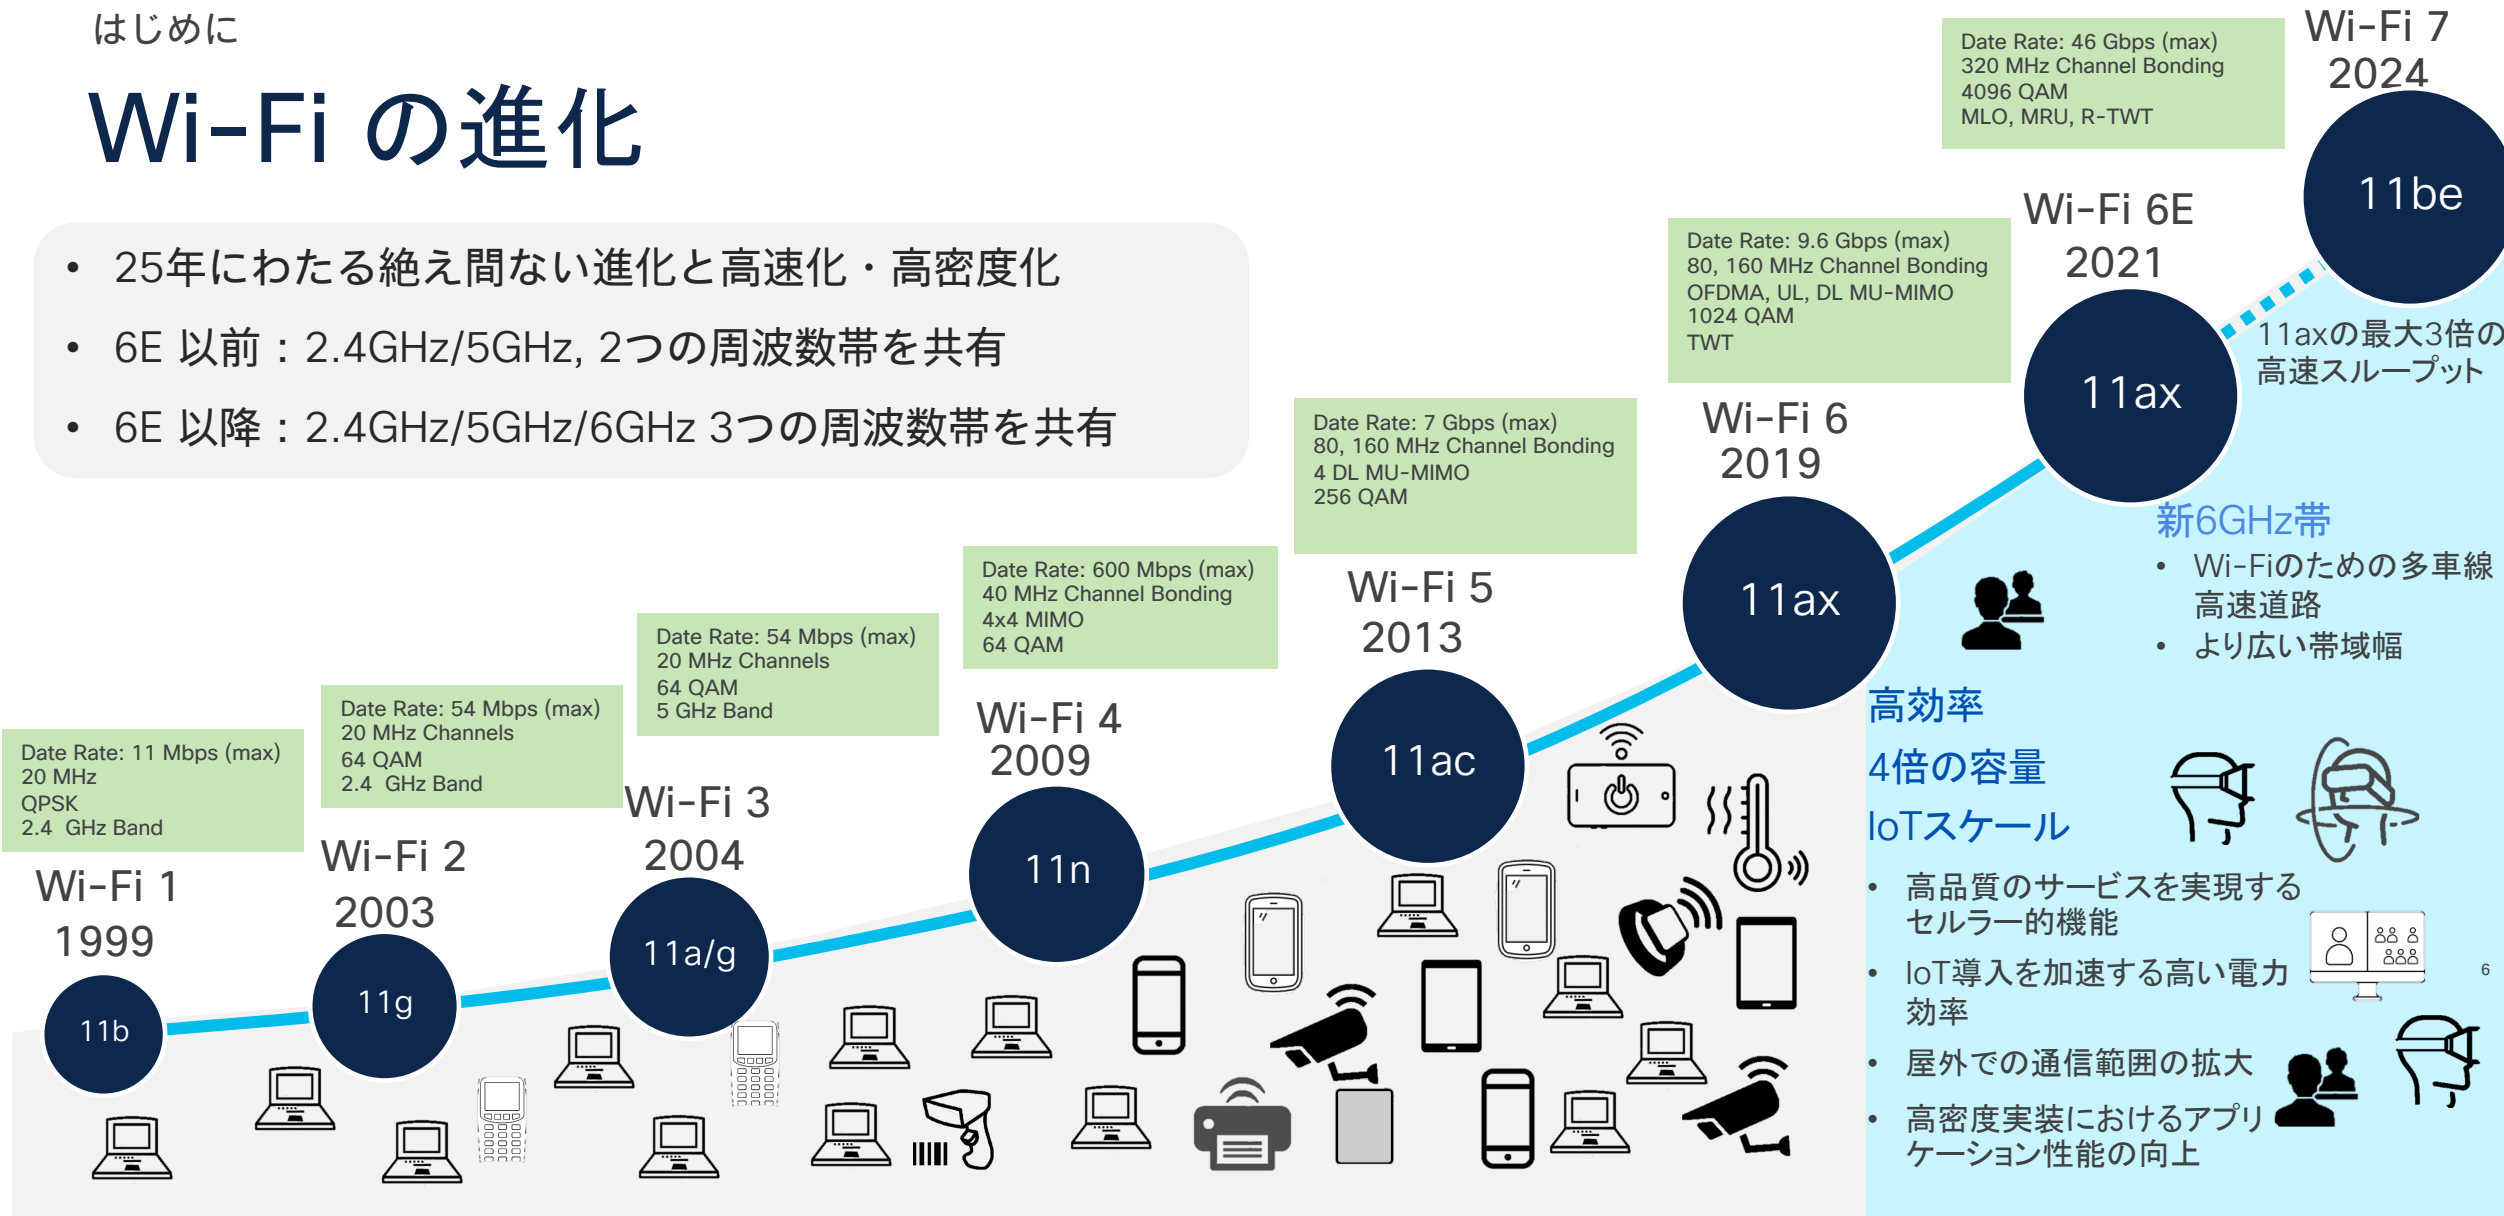 はじめに
Wi-Fi の進化
• 25年にわたる絶え間ない進化と高速化・高密度化
• 6E 以前：2.4GHz/5GHz, 2つの周波数帯を共有
• 6E 以降：2.4GHz/5GHz/6GHz 3つの周波数帯を共有
Date Rate: 11 Mbps (max)
20 MHz
QPSK
2.4 GHz Band
Wi-Fi 1
1999
11b
Date Rate: 54 Mbps (max)
20 MHz Channels
64 QAM
2.4 GHz Band
Wi-Fi 2
2003
11g
Date Rate: 54 Mbps (max)
20 MHz Channels
64 QAM
5 GHz Band
Wi-Fi 3
2004
11a/g
Date Rate: 600 Mbps (max)
40 MHz Channel Bonding
4x4 MIMO
64 QAM
Wi-Fi 4
2009
11n
Date Rate: 7 Gbps (max)
80, 160 MHz Channel Bonding
4 DL MU-MIMO
256 QAM
Wi-Fi 5
2013
11ac
Date Rate: 9.6 Gbps (max)
80, 160 MHz Channel Bonding
OFDMA, UL, DL MU-MIMO
1024 QAM
TWT
Wi-Fi 6
2019
11ax
Wi-Fi 6E
2021
11ax
Date Rate: 46 Gbps (max)
320 MHz Channel Bonding
4096 QAM
MLO, MRU, R-TWT
Wi-Fi 7
2024
11be
11axの最大3倍の
高速スループット
新6GHz帯
• Wi-Fiのための多車線
高速道路
• より広い帯域幅
高効率
4倍の容量
IoTスケール
• 高品質のサービスを実現する
セルラー的機能
• IoT導入を加速する高い電力
効率
• 屋外での通信範囲の拡大
• 高密度実装におけるアプリ
ケーション性能の向上
6